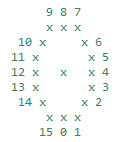 9 8 7
x x x
10 x x 6
11 x x 5
12 x x x 4
13 x x 3
14 x x 2
x x x
15 0 1